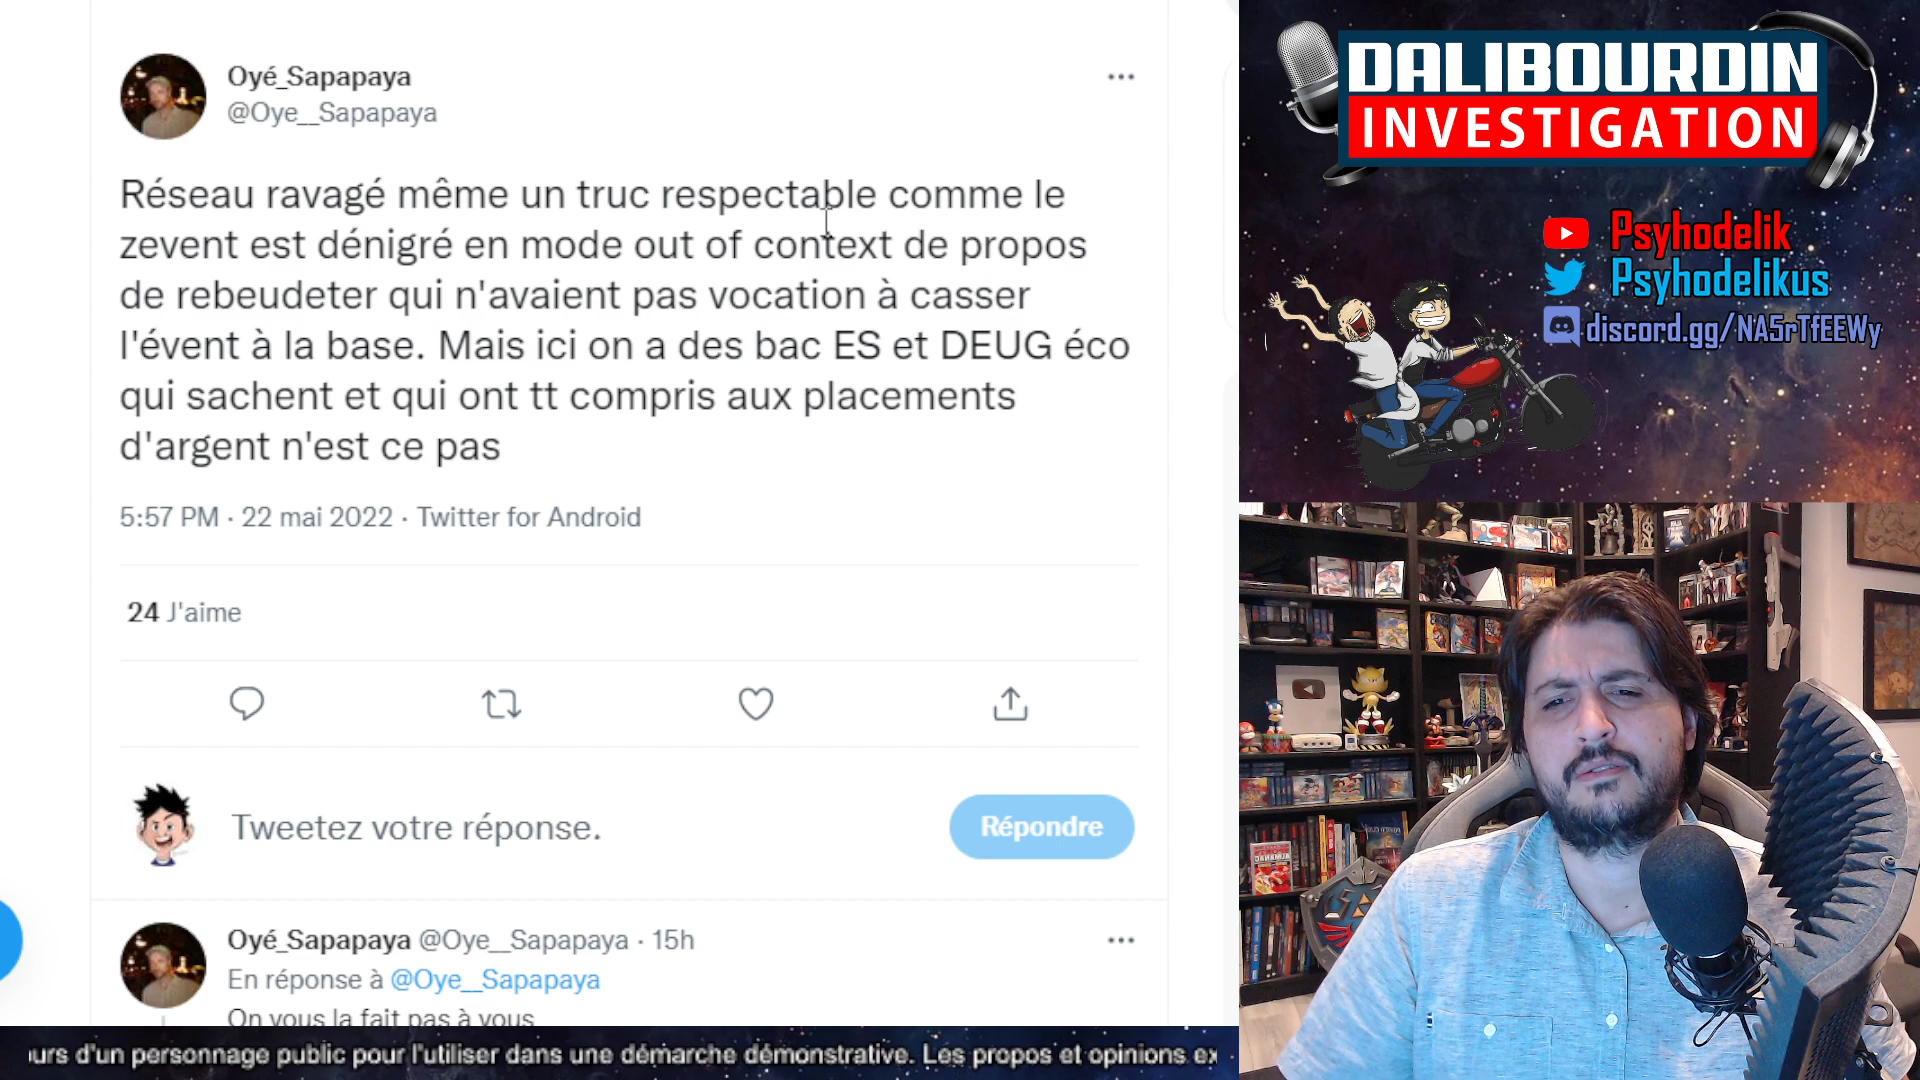 Oyé_Sapapaya
@Oye__Sapapaya
Réseau ravagé même un truc respectable comme le
zevent est dénigré en mode out of context de propos
de rebeudeter qui n'avaient pas vocation à casser
l'évent à la base. Mais ici on a des bac ES et DEUG éco
qui sachent et qui ont tt compris aux placements
d'argent n'est ce pas
5:57 PM · 22 mai 2022 · Twitter for Android
24 J'aime
Tweetez votre réponse.
Répondre
Oyé_Sapapaya @Oye__Sapapaya · 15h
En réponse à @Oye__Sapapaya
On vous la fait pas à vous
urs d'un personnage public pour l'utiliser dans une démarche démonstrative. Les propos et opinions ex
DALIBOURDIN
INVESTIGATION
Psyhodelik
Psyhodelikus
discord.gg/NA5rTfEEWy